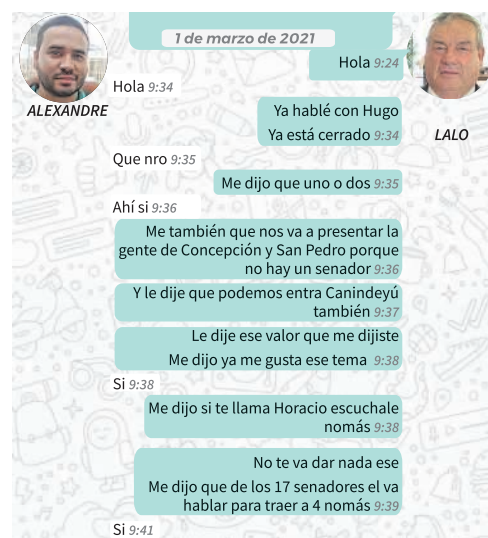 1 de marzo de 2021
Hola 9:24
ALEXANDRE
LALO
Hola 9:34
Ya hablé con Hugo
Ya está cerrado 9:34
Que nro 9:35
Me dijo que uno o dos 9:35
Ahí si 9:36
Me también que nos va a presentar la
gente de Concepción y San Pedro porque
no hay un senador 9:36
Y le dije que podemos entra Canindeyú
también 9:37
Le dije ese valor que me dijiste
Me dijo ya me gusta ese tema 9:38
Si 9:38
Me dijo si te llama Horacio escuchale
nomás 9:38
No te va dar nada ese
Me dijo que de los 17 senadores el va
hablar para traer a 4 nomás 9:39
Si 9:41